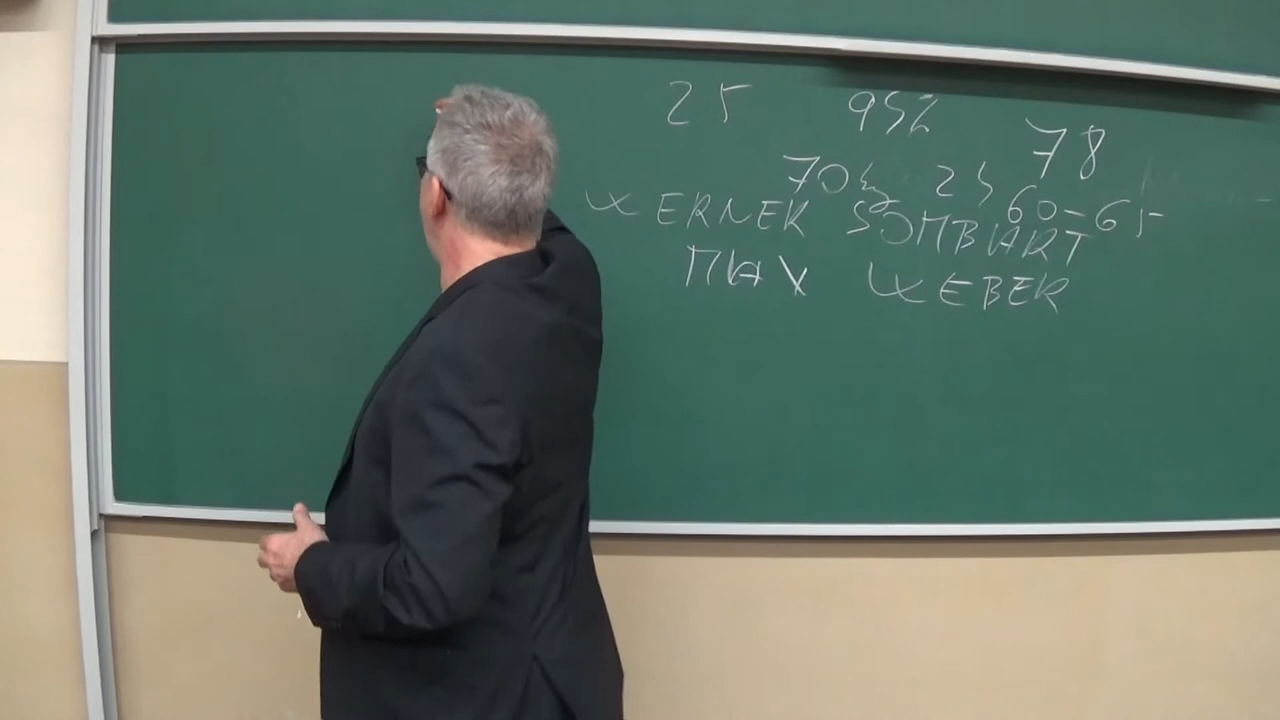 25 95% 78
70 25 60-65
WERNER SOMBART
MAX WEBER